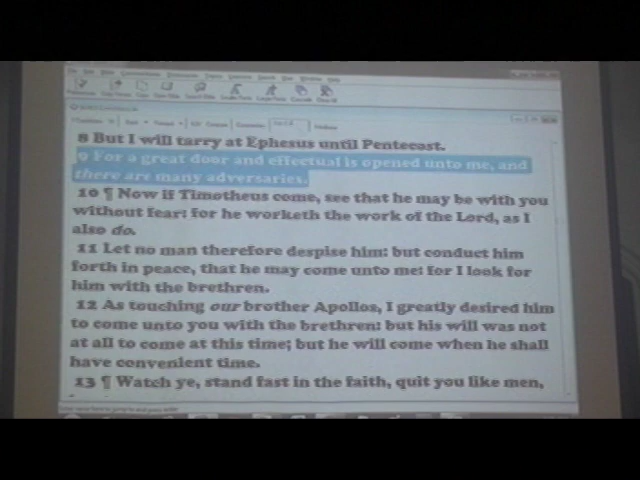 8 But I will tarry at Ephesus until Pentecost.
9 For a great door and effectual is opened unto me, and
there are many adversaries.
10 ¶ Now if Timotheus come, see that he may be with you
without fear: for he worketh the work of the Lord, as I
also do.
11 Let no man therefore despise him: but conduct him
forth in peace, that he may come unto me: for I look for
him with the brethren.
12 As touching our brother Apollos, I greatly desired him
to come unto you with the brethren: but his will was not
at all to come at this time; but he will come when he shall
have convenient time.
13 ¶ Watch ye, stand fast in the faith, quit you like men,